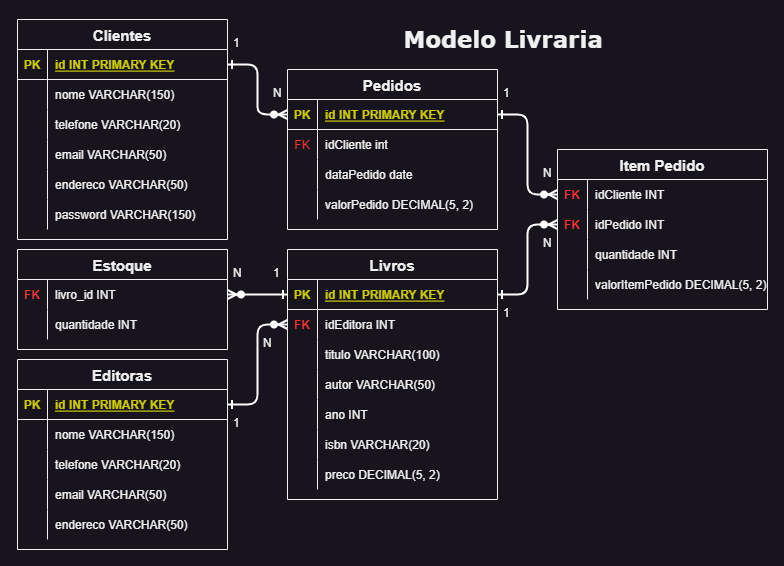 Modelo Livraria
Clientes
PK id INT PRIMARY KEY
nome VARCHAR(150)
telefone VARCHAR(20)
email VARCHAR(50)
endereco VARCHAR(50)
password VARCHAR(150)
1
N
Pedidos
PK id INT PRIMARY KEY
FK idCliente int
dataPedido date
valorPedido DECIMAL(5, 2)
1
N
Item Pedido
FK idCliente INT
FK idPedido INT
quantidade INT
valorItemPedido DECIMAL(5, 2)
N
Estoque
FK livro_id INT
quantidade INT
N
1
Livros
PK id INT PRIMARY KEY
FK idEditora INT
titulo VARCHAR(100)
autor VARCHAR(50)
ano INT
isbn VARCHAR(20)
preco DECIMAL(5, 2)
1
N
Editoras
PK id INT PRIMARY KEY
nome VARCHAR(150)
telefone VARCHAR(20)
email VARCHAR(50)
endereco VARCHAR(50)
1